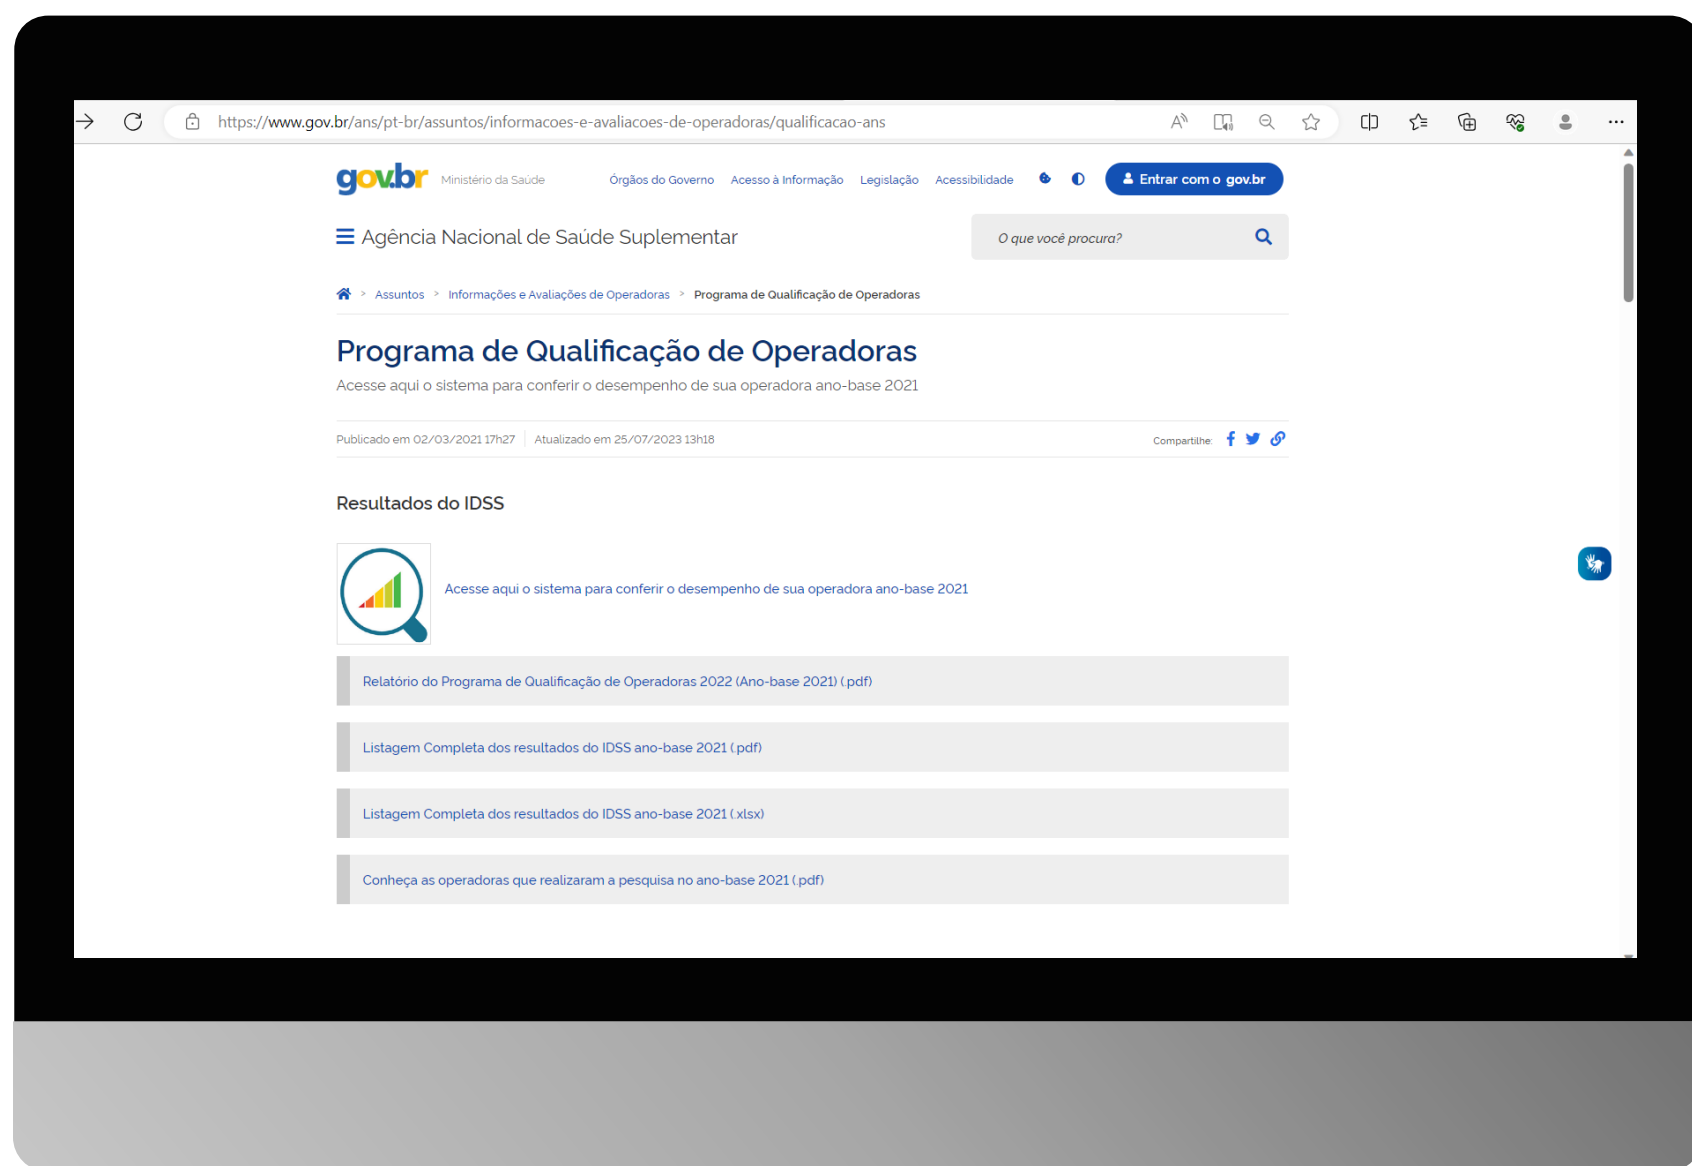 https://www.gov.br/ans/pt-br/assuntos/informacoes-e-avaliacoes-de-operadoras/qualificacao-ans
gov.br Ministério da Saúde Órgãos do Governo Acesso à Informação Legislação Acessibilidade Entrar com o gov.br
Agência Nacional de Saúde Suplementar O que você procura?
> Assuntos > Informações e Avaliações de Operadoras > Programa de Qualificação de Operadoras
Programa de Qualificação de Operadoras
Acesse aqui o sistema para conferir o desempenho de sua operadora ano-base 2021
Publicado em 02/03/2021 17h27 Atualizado em 25/07/2023 13h18 Compartilhe:
Resultados do IDSS
Acesse aqui o sistema para conferir o desempenho de sua operadora ano-base 2021
Relatório do Programa de Qualificação de Operadoras 2022 (Ano-base 2021) (.pdf)
Listagem Completa dos resultados do IDSS ano-base 2021 (.pdf)
Listagem Completa dos resultados do IDSS ano-base 2021 (.xlsx)
Conheça as operadoras que realizaram a pesquisa no ano-base 2021 (.pdf)